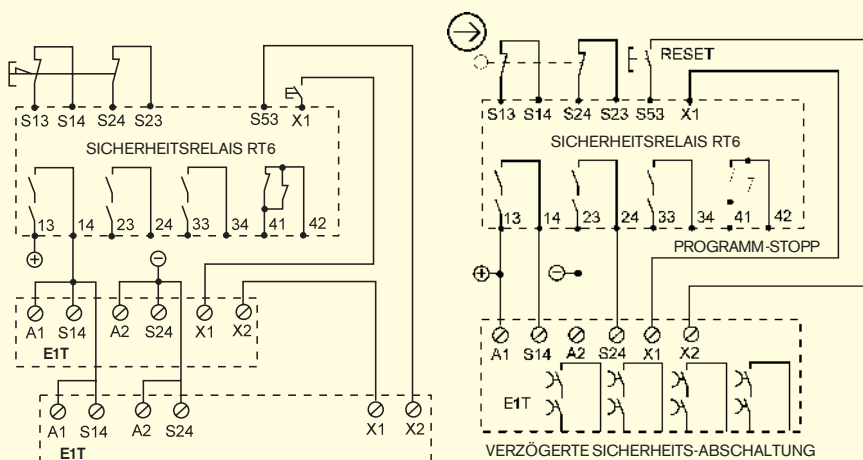 S13 S14 S24 S23 S53 X1
SICHERHEITSRELAIS RT6
13 14 23 24 33 34 41 42
+ −
A1 S14 A2 S24 X1 X2
E1T
A1 S14 A2 S24 X1 X2
E1T
RESET
S13 S14 S24 S23 S53 X1
SICHERHEITSRELAIS RT6
13 14 23 24 33 34 41 42
PROGRAMM-STOPP
+ −
A1 S14 A2 S24 X1 X2
E1T
VERZÖGERTE SICHERHEITS-ABSCHALTUNG